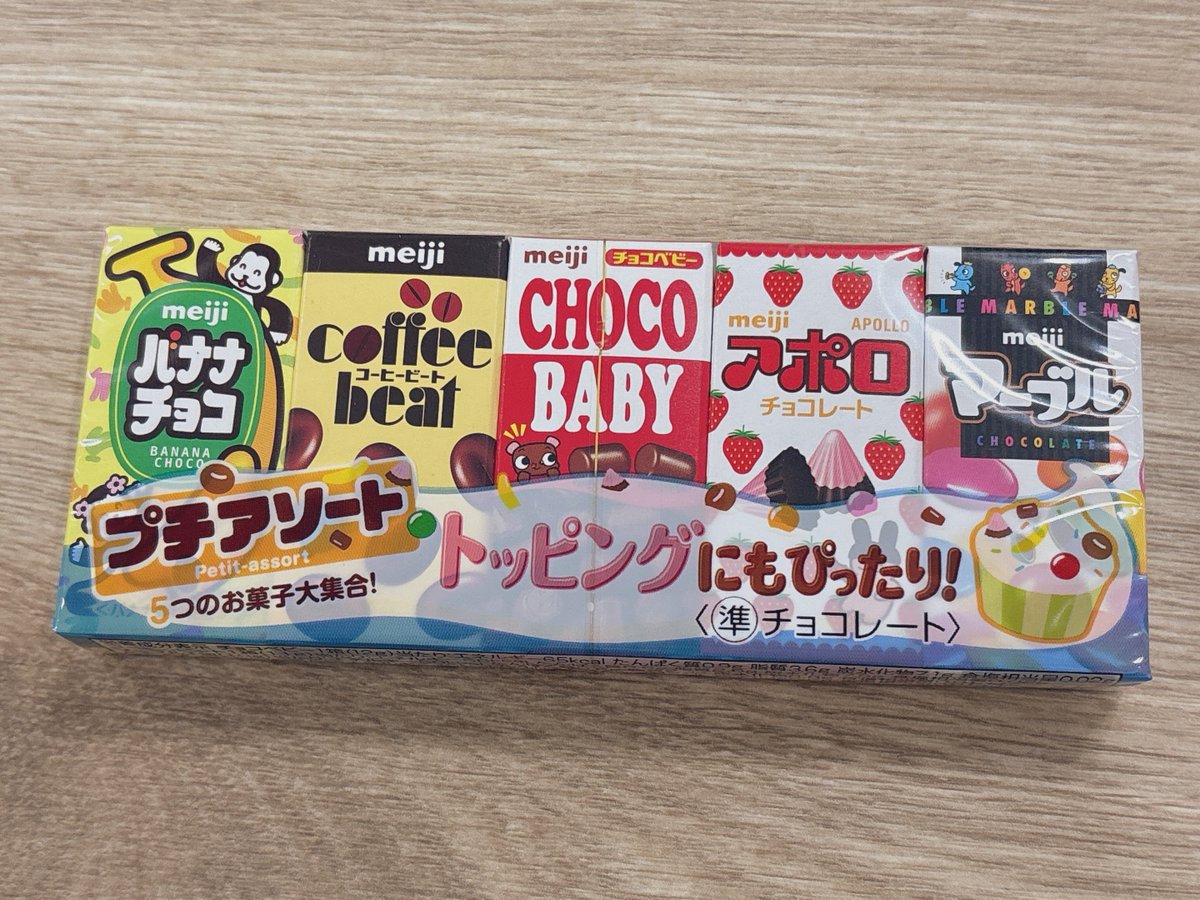 meiji
バナナ
チョコ
BANANA
CHOCO
meiji
coffee
コーヒービート
beat
meiji
チョコベビー
CHOCO
BABY
meiji APOLLO
アポロ
チョコレート
MARBLE MA
meiji
マーブル
CHOCOLATE
プチアソート
Petit-assort
5つのお菓子大集合!
トッピングにもぴったり!
〈準チョコレート〉